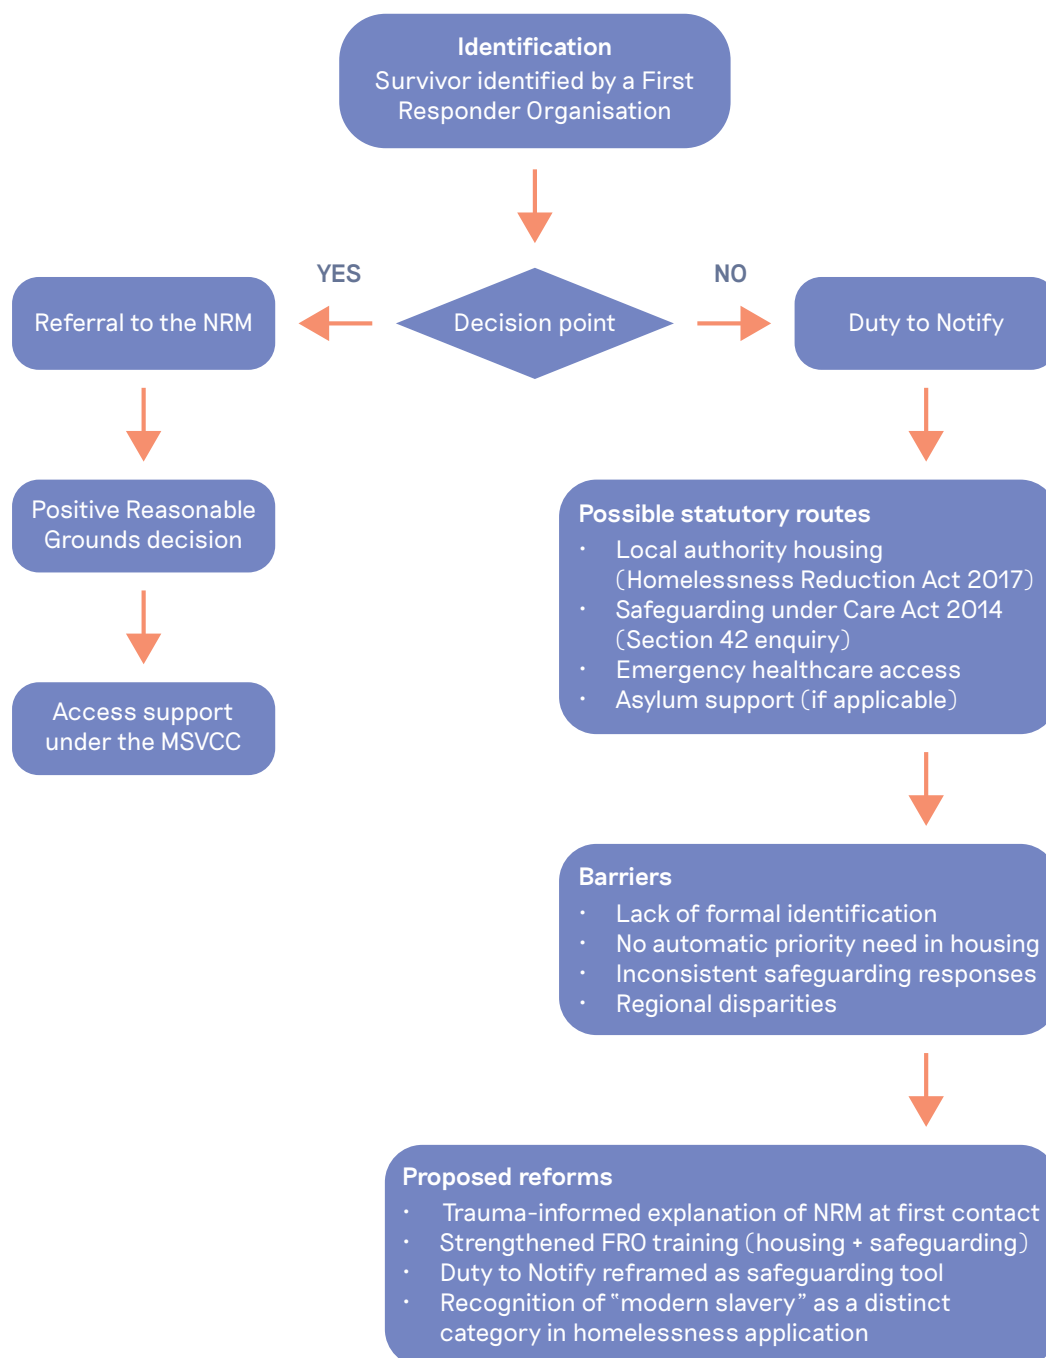 Identification
Survivor identified by a First
Responder Organisation
YES
NO
Referral to the NRM
Decision point
Duty to Notify
Positive Reasonable
Grounds decision
Access support
under the MSVCC
Possible statutory routes
· Local authority housing
(Homelessness Reduction Act 2017)
· Safeguarding under Care Act 2014
(Section 42 enquiry)
· Emergency healthcare access
· Asylum support (if applicable)
Barriers
· Lack of formal identification
· No automatic priority need in housing
· Inconsistent safeguarding responses
· Regional disparities
Proposed reforms
· Trauma-informed explanation of NRM at first contact
· Strengthened FRO training (housing + safeguarding)
· Duty to Notify reframed as safeguarding tool
· Recognition of “modern slavery” as a distinct
category in homelessness application